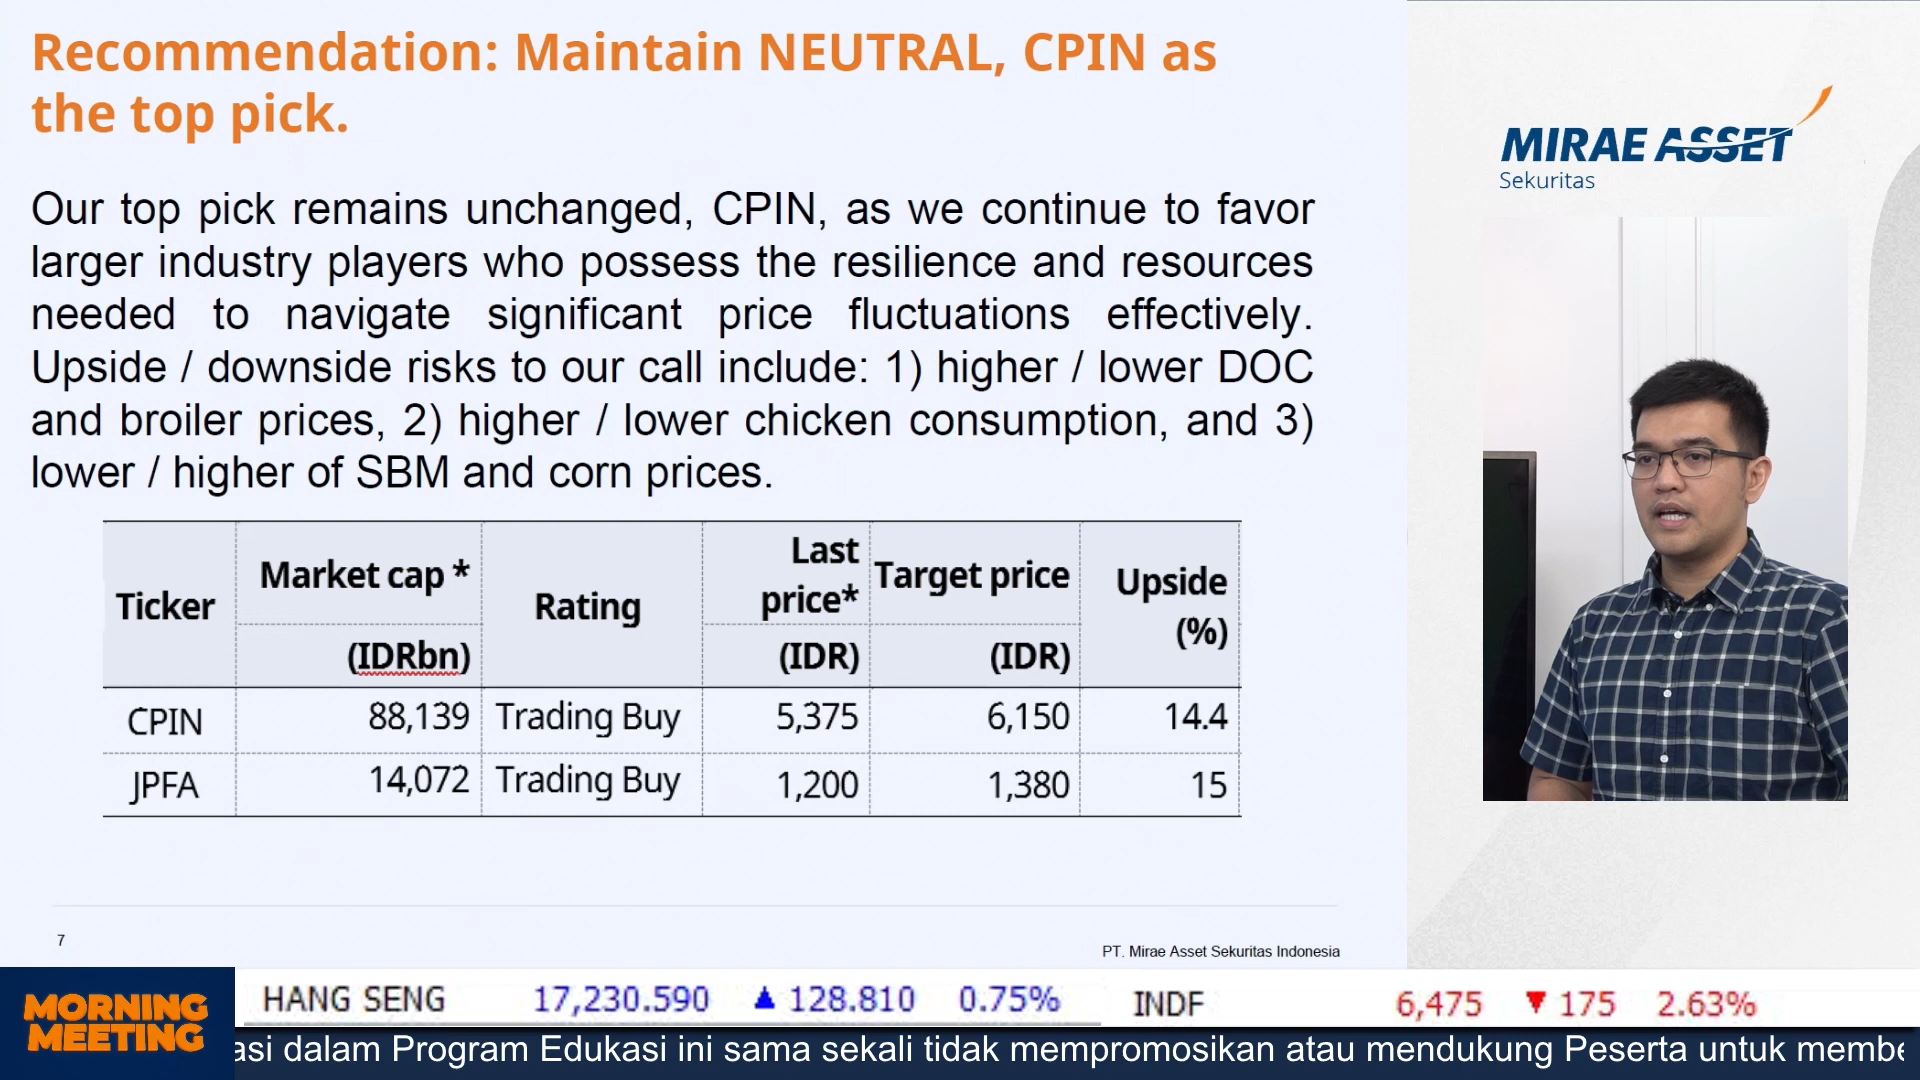 Recommendation: Maintain NEUTRAL, CPIN as
the top pick.
Our top pick remains unchanged, CPIN, as we continue to favor
larger industry players who possess the resilience and resources
needed to navigate significant price fluctuations effectively.
Upside / downside risks to our call include: 1) higher / lower DOC
and broiler prices, 2) higher / lower chicken consumption, and 3)
lower / higher of SBM and corn prices.
Ticker Market cap * (IDRbn) Rating Last price* (IDR) Target price (IDR) Upside (%)
CPIN 88,139 Trading Buy 5,375 6,150 14.4
JPFA 14,072 Trading Buy 1,200 1,380 15
7
PT. Mirae Asset Sekuritas Indonesia
MIRAE ASSET
Sekuritas
MORNING
MEETING
HANG SENG 17,230.590 ▲ 128.810 0.75% INDF 6,475 ▼ 175 2.63%
asi dalam Program Edukasi ini sama sekali tidak mempromosikan atau mendukung Peserta untuk membe